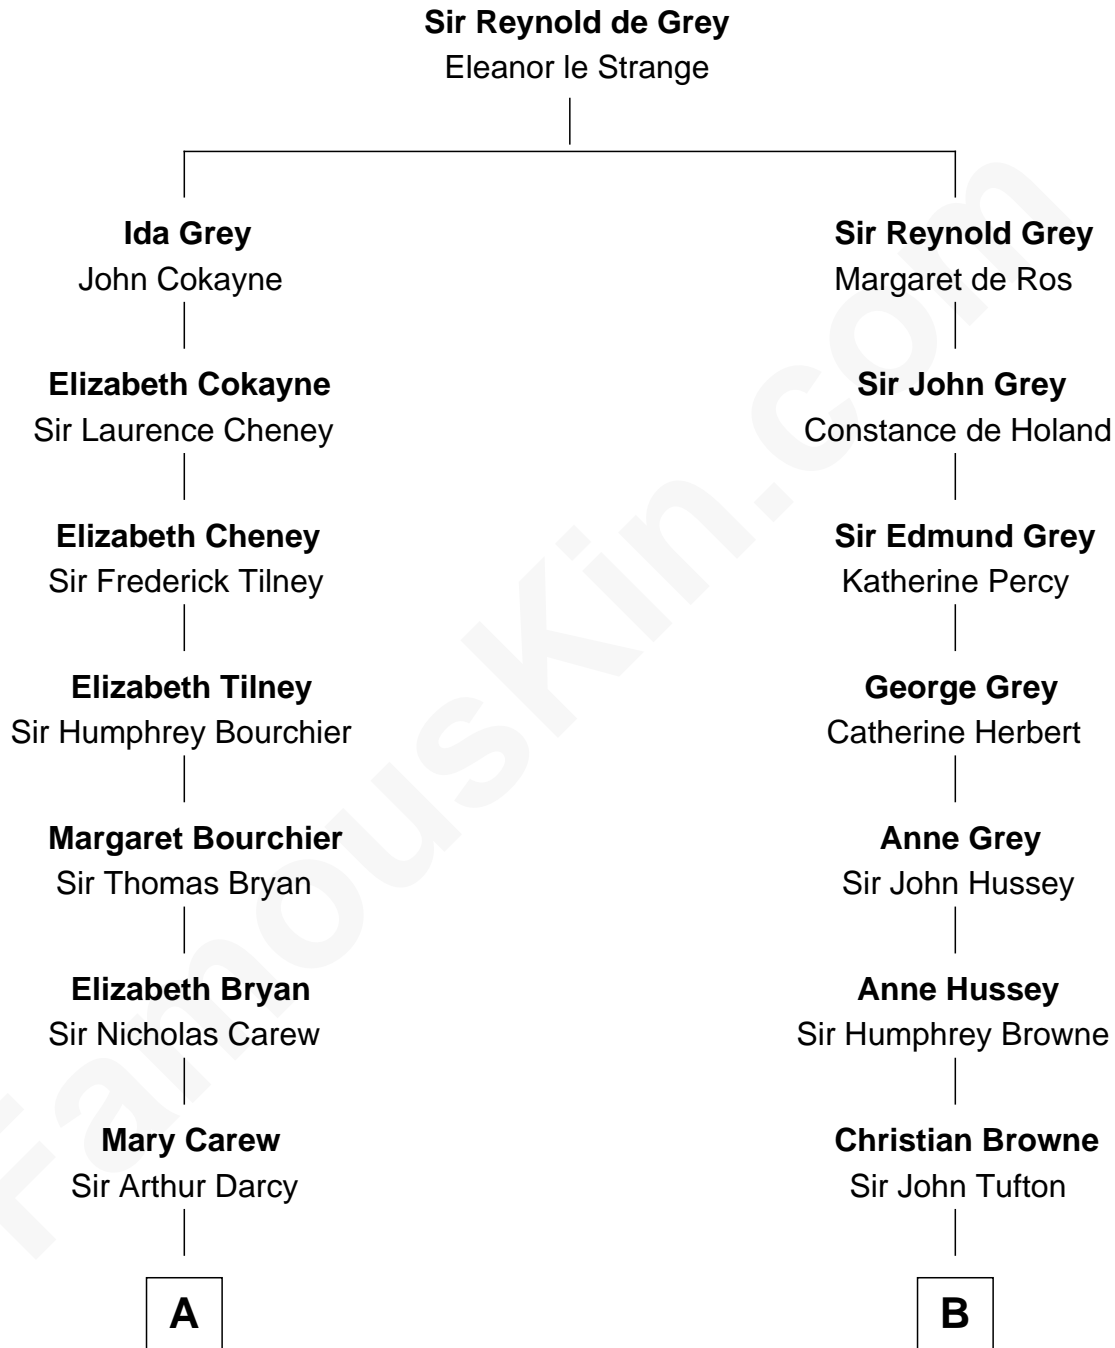 Sir Reynold de Grey
Eleanor le Strange
Ida Grey
John Cokayne
Sir Reynold Grey
Margaret de Ros
Elizabeth Cokayne
Sir Laurence Cheney
Sir John Grey
Constance de Holand
Elizabeth Cheney
Sir Frederick Tilney
Sir Edmund Grey
Katherine Percy
Elizabeth Tilney
Sir Humphrey Bourchier
George Grey
Catherine Herbert
Margaret Bourchier
Sir Thomas Bryan
Anne Grey
Sir John Hussey
Elizabeth Bryan
Sir Nicholas Carew
Anne Hussey
Sir Humphrey Browne
Mary Carew
Sir Arthur Darcy
Christian Browne
Sir John Tufton
A
B
FamousKin.com